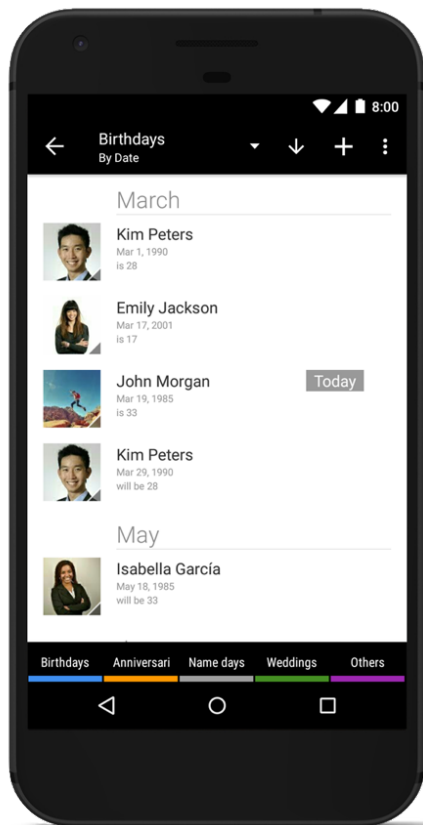 8:00
Birthdays
By Date
March
Kim Peters
Mar 1, 1990
is 28
Emily Jackson
Mar 17, 2001
is 17
John Morgan
Today
Mar 19, 1985
is 33
Kim Peters
Mar 29, 1990
will be 28
May
Isabella García
May 18, 1985
will be 33
Birthdays Anniversari Name days Weddings Others